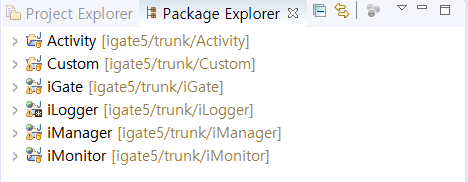 Project Explorer Package Explorer
Activity [igate5/trunk/Activity]
Custom [igate5/trunk/Custom]
iGate [igate5/trunk/iGate]
iLogger [igate5/trunk/iLogger]
iManager [igate5/trunk/iManager]
iMonitor [igate5/trunk/iMonitor]